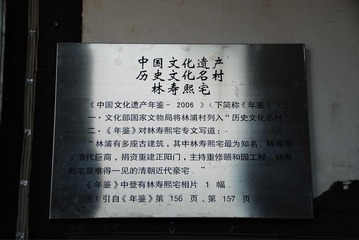 中国文化遗产
历史文化名村
林寿熙宅
《中国文化遗产年鉴－2006》（下简称《年鉴》）
一·文化部国家文物局将林浦村列入“历史文化名村”
二·《年鉴》对林寿熙宅专文写道：
“林浦有多座古建筑，其中林寿熙宅最为知名，林寿熙
清代巨商，捐资重建正阳门，主持重修颐和园工程，林寿
熙宅是难得一见的清朝近代豪宅。”
《年鉴》中登有林寿熙宅相片 1 幅
注：引自《年鉴》第 156 页、第 157 页